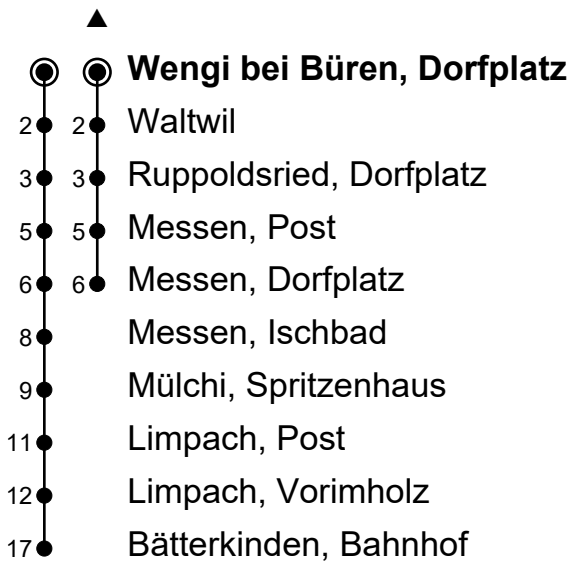 Wengi bei Büren, Dorfplatz
2 2 Waltwil
3 3 Ruppoldsried, Dorfplatz
5 5 Messen, Post
6 6 Messen, Dorfplatz
8 Messen, Ischbad
9 Mülchi, Spritzenhaus
11 Limpach, Post
12 Limpach, Vorimholz
17 Bätterkinden, Bahnhof